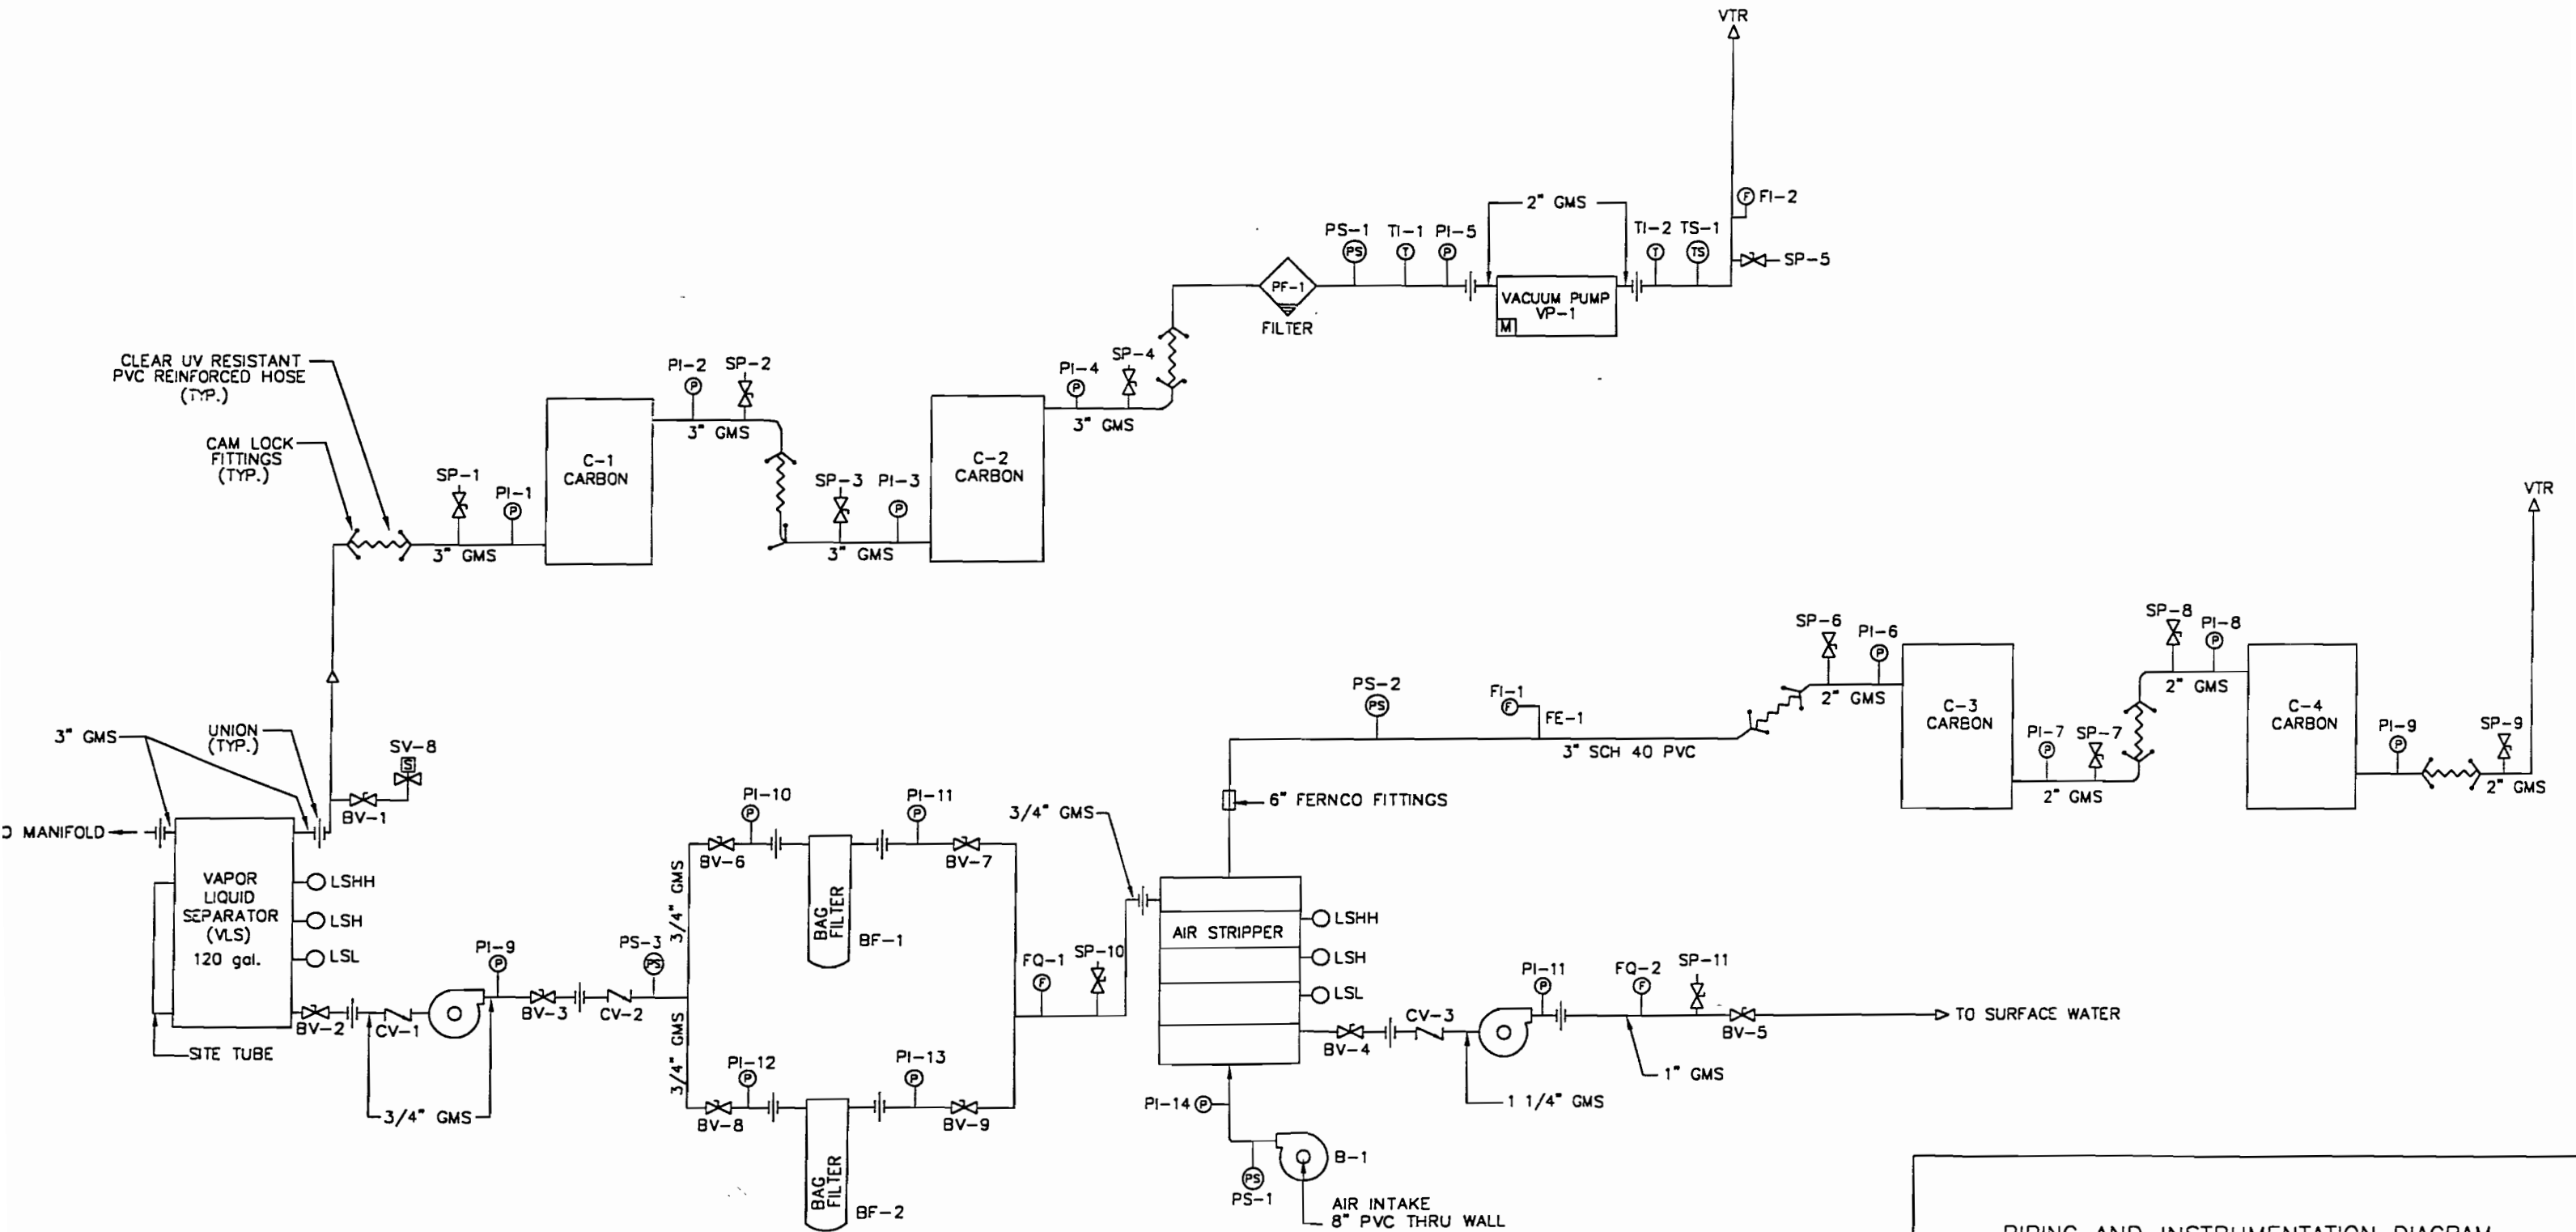 VTR
FI-2
F
SP-5
2" GMS
PS-1
TI-1
PI-5
TI-2
TS-1
PS
T
P
T
TS
PF-1
FILTER
VACUUM PUMP
VP-1
M
CLEAR UV RESISTANT
PVC REINFORCED HOSE
(TYP.)
CAM LOCK
FITTINGS
(TYP.)
SP-1
PI-1
P
3" GMS
C-1
CARBON
PI-2
P
SP-2
3" GMS
SP-3
PI-3
P
3" GMS
C-2
CARBON
PI-4
P
SP-4
3" GMS
VTR
3" GMS
UNION
(TYP.)
SV-8
S
BV-1
O MANIFOLD
VAPOR
LIQUID
SEPARATOR
(VLS)
120 gal.
LSHH
LSH
LSL
SITE TUBE
BV-2
CV-1
3/4" GMS
PI-9
P
BV-3
CV-2
PS-3
PS
3/4" GMS
3/4" GMS
PI-10
P
BV-6
BAG
FILTER
BF-1
PI-11
P
BV-7
PI-12
P
BV-8
BAG
FILTER
BF-2
PI-13
P
BV-9
FQ-1
F
SP-10
3/4" GMS
6" FERNCO FITTINGS
AIR STRIPPER
LSHH
LSH
LSL
PS-2
PS
FI-1
F
FE-1
3" SCH 40 PVC
SP-6
PI-6
P
2" GMS
C-3
CARBON
PI-7
P
SP-7
2" GMS
SP-8
PI-8
P
2" GMS
C-4
CARBON
PI-9
P
SP-9
2" GMS
BV-4
CV-3
1 1/4" GMS
PI-11
P
FQ-2
F
SP-11
1" GMS
BV-5
TO SURFACE WATER
PI-14
P
PS
PS-1
B-1
AIR INTAKE
8" PVC THRU WALL
PIPING AND INSTRUMENTATION DIAGRAM